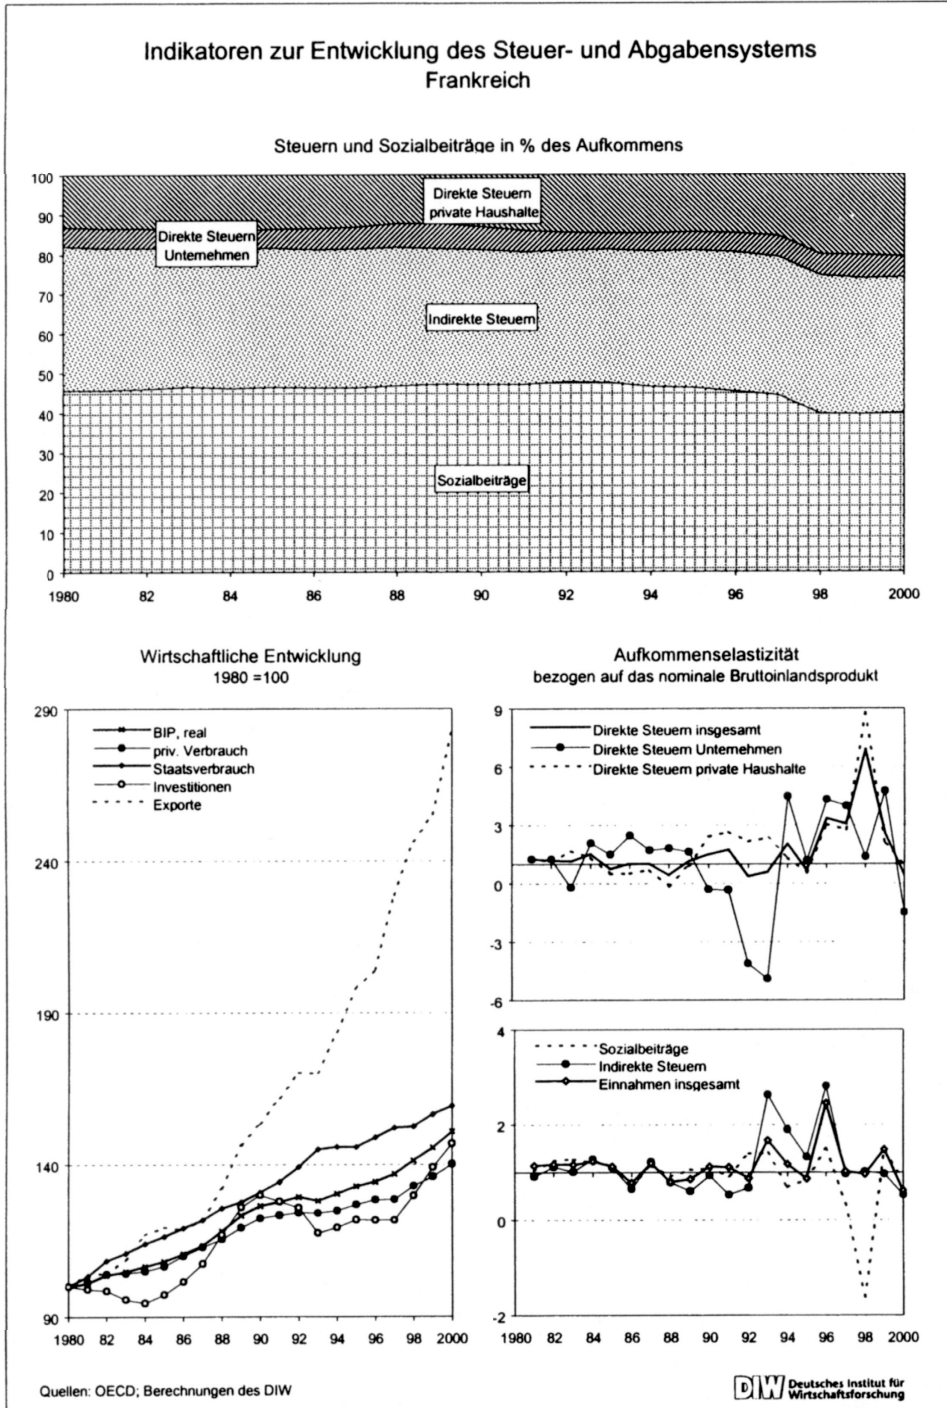 Indikatoren zur Entwicklung des Steuer- und Abgabensystems
Frankreich
Steuern und Sozialbeiträge in % des Aufkommens
100
90
80
70
60
50
40
30
20
10
0
Direkte Steuern
private Haushalte
Direkte Steuern
Unternehmen
Indirekte Steuern
Sozialbeiträge
1980 82 84 86 88 90 92 94 96 98 2000
Wirtschaftliche Entwicklung
1980 =100
290
240
190
140
90
BIP, real
priv. Verbrauch
Staatsverbrauch
Investitionen
Exporte
1980 82 84 86 88 90 92 94 96 98 2000
Aufkommenselastizität
bezogen auf das nominale Bruttoinlandsprodukt
9
6
3
0
-3
-6
Direkte Steuern insgesamt
Direkte Steuern Unternehmen
Direkte Steuern private Haushalte
4
2
0
-2
Sozialbeiträge
Indirekte Steuern
Einnahmen insgesamt
1980 82 84 86 88 90 92 94 96 98 2000
Quellen: OECD; Berechnungen des DIW
DIW Deutsches Institut für
Wirtschaftsforschung